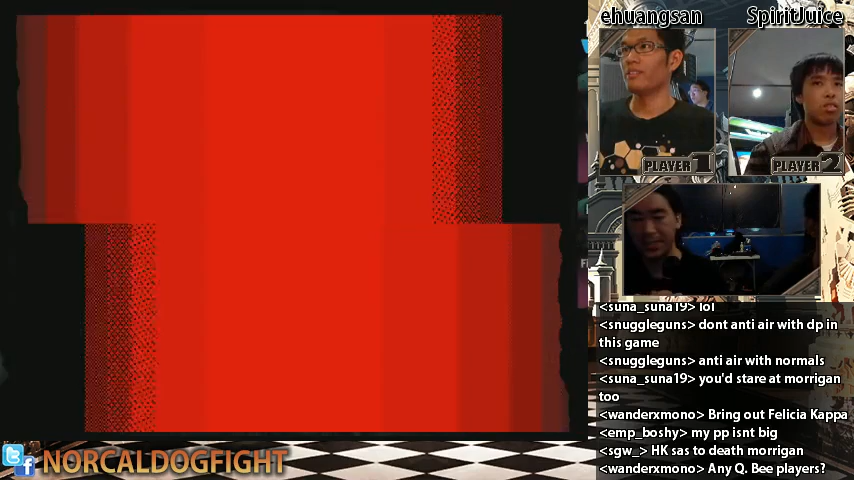 ehuangsan SpiritJuice
PLAYER 1 PLAYER 2
<suna_suna19> lol
<snuggleguns> dont anti air with dp in
this game
<snuggleguns> anti air with normals
<suna_suna19> you'd stare at morrigan
too
<wanderxmono> Bring out Felicia Kappa
<emp_boshy> my pp isnt big
<sgw_> HK sas to death morrigan
<wanderxmono> Any Q. Bee players?
NORCALDOGFIGHT